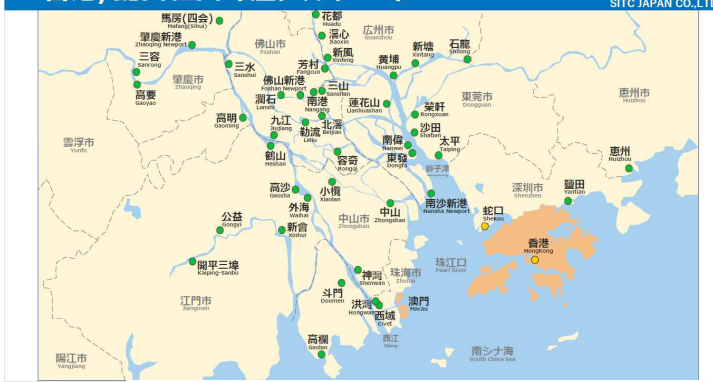 SITC JAPAN CO.,LTD
馬房(四会)
Mafang(Sihui)
花都
Huadu
広州市
Guanzhou
肇慶新港
Zhaoqing Newport
滘心
Jiaoxin
佛山市
Foshan
新風
Xinfeng
新塘
Xintang
石龍
Shilong
三容
Sanrong
三水
Sanshui
芳村
Fangcun
黄埔
Huangpu
肇慶市
Zhaoqing
佛山新港
Foshan Newport
三山
Sanshan
惠州市
Huizhou
高要
Gaoyao
瀾石
Lanshi
南港
Nangang
蓮花山
Lianhuashan
東莞市
Dongguan
高明
Gaoming
九江
Jiujiang
北滘
Beijiao
榮軒
Rongxuan
勒流
Leliu
沙田
Shatian
雲浮市
Yunfu
鶴山
Heshan
容奇
Rongqi
南偉
Nanwei
太平
Taiping
東發
Dongfa
惠州
Huizhou
獅子洋
高沙
Gaosha
小欖
Xiaolan
深圳市
Shenzhen
鹽田
Yantian
外海
Waihai
中山市
Zhongshan
中山
Zhongshan
南沙新港
Nansha Newport
蛇口
Shekou
公益
Gongyi
新會
Xinhui
香港
HongKong
開平三埠
Kaiping-Sanbu
神灣
Shenwan
珠海市
Zhuhai
珠江口
Pearl River
江門市
Jiangmen
斗門
Doumen
洪灣
Hongwan
西域
Civet
澳門
Macau
西江
Xijiang
高欄
Gaolan
南シナ海
South China Sea
陽江市
Yangjiang